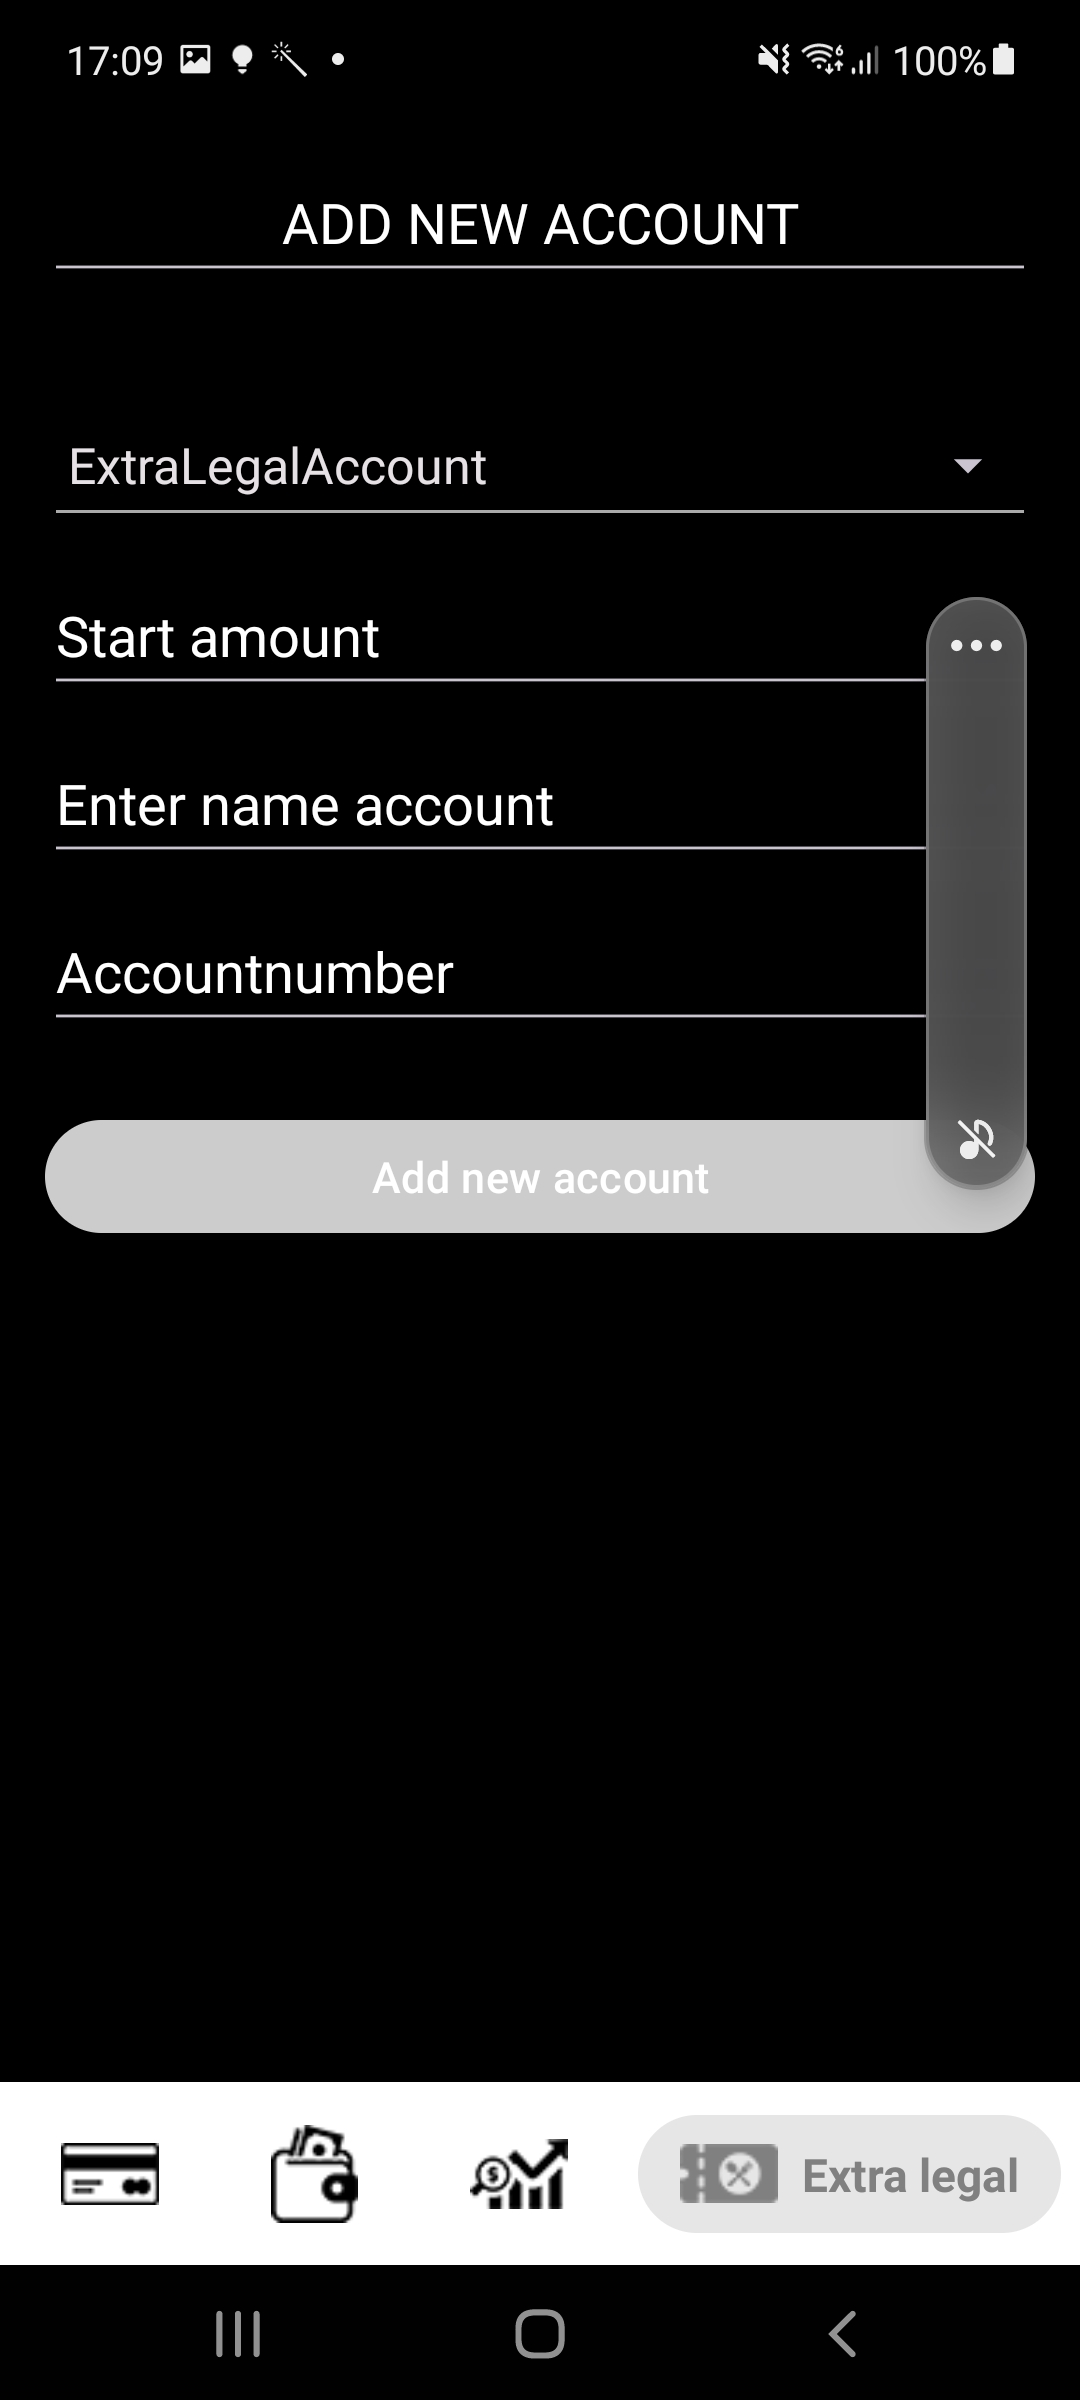 17:09 100%
ADD NEW ACCOUNT
ExtraLegalAccount
Start amount
Enter name account
Accountnumber
Add new account
Extra legal